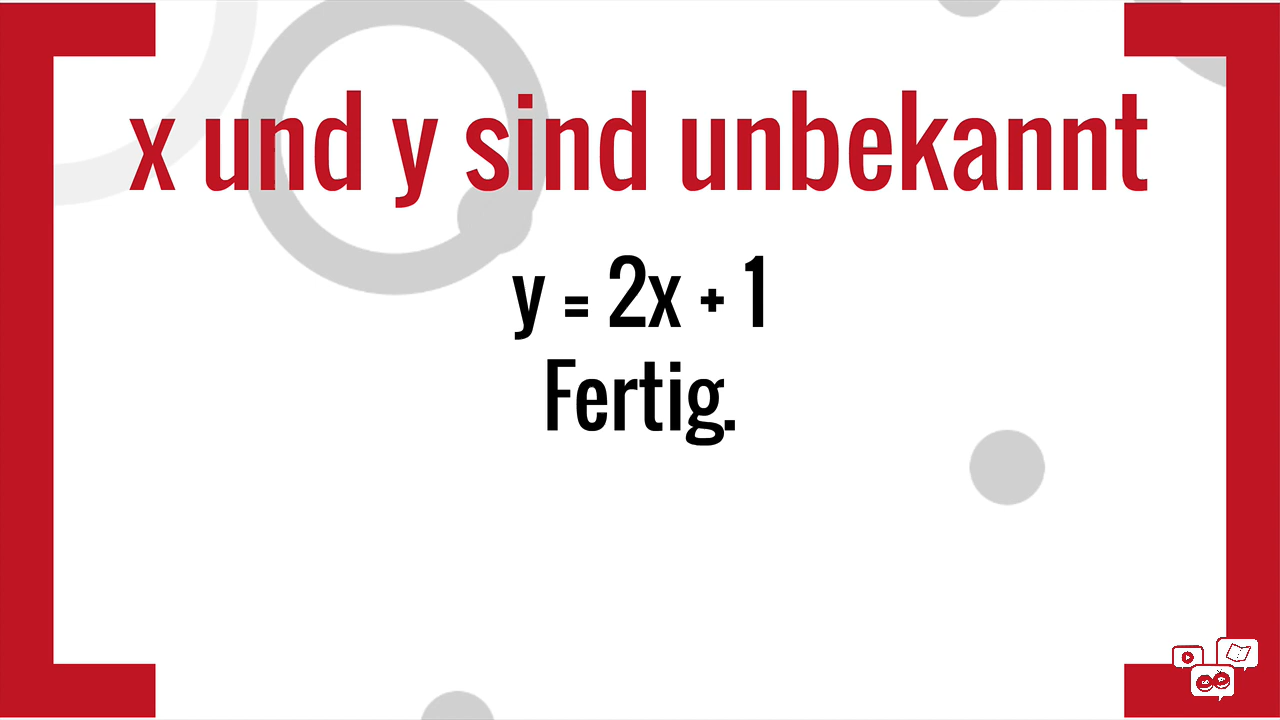 x und y sind unbekannt
y = 2x + 1
Fertig.